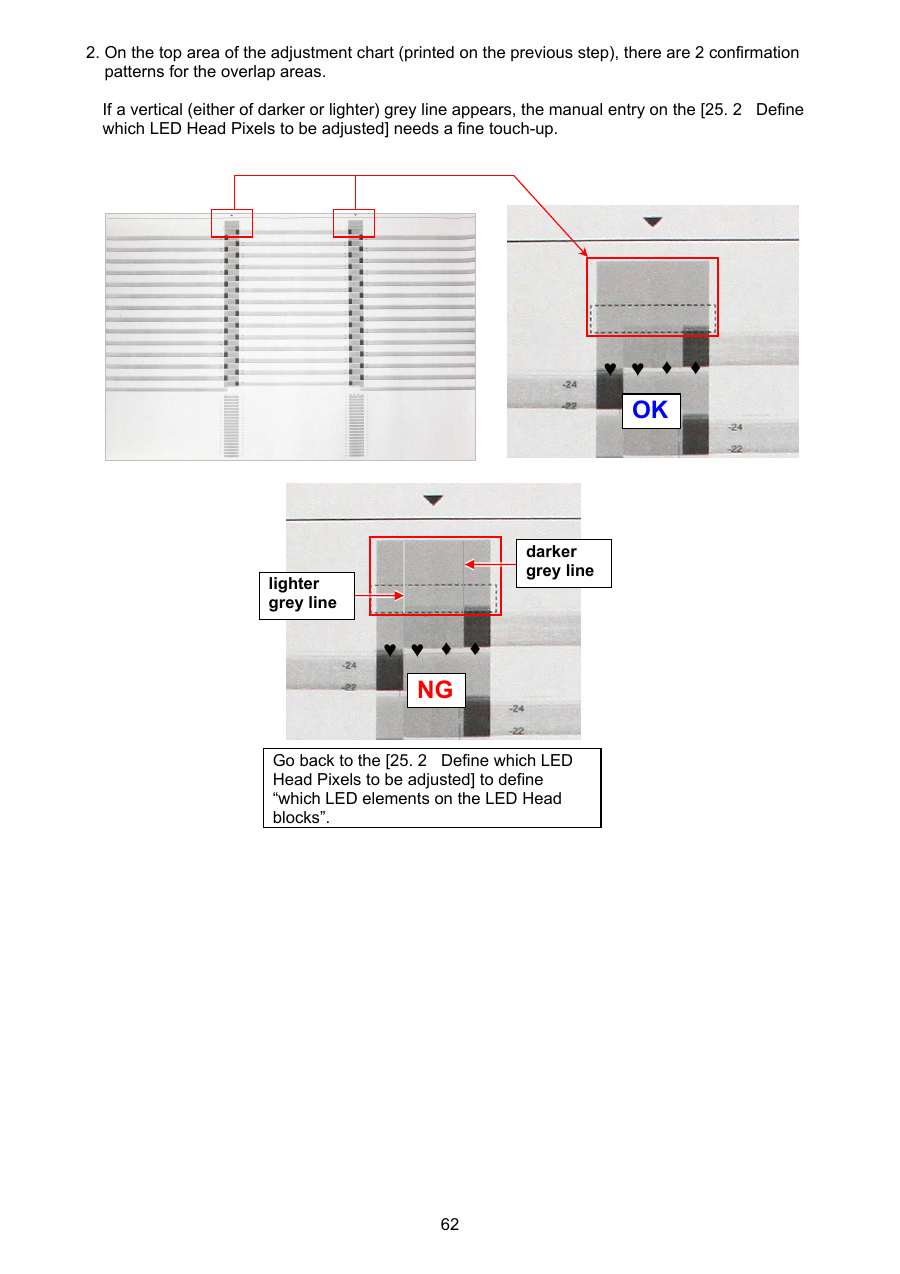 2. On the top area of the adjustment chart (printed on the previous step), there are 2 confirmation
patterns for the overlap areas.
If a vertical (either of darker or lighter) grey line appears, the manual entry on the [25. 2   Define
which LED Head Pixels to be adjusted] needs a fine touch-up.
♥ ♥ ♦ ♦
-24
-22
OK
-24
-22
darker
grey line
lighter
grey line
♥ ♥ ♦ ♦
-24
-22
NG
-24
-22
Go back to the [25. 2   Define which LED
Head Pixels to be adjusted] to define
“which LED elements on the LED Head
blocks”.
62